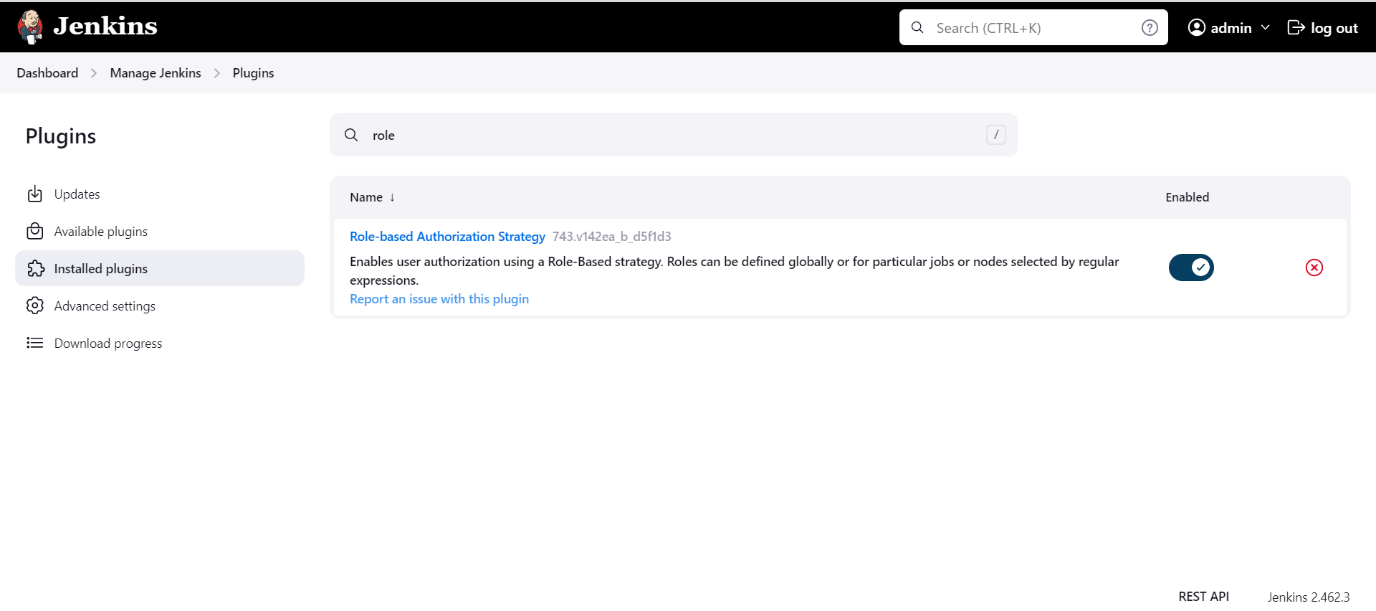 Jenkins
Search (CTRL+K)
admin
log out
Dashboard
Manage Jenkins
Plugins
Plugins
role
/
Updates
Available plugins
Installed plugins
Advanced settings
Download progress
Name ↓
Enabled
Role-based Authorization Strategy 743.v142ea_b_d5f1d3
Enables user authorization using a Role-Based strategy. Roles can be defined globally or for particular jobs or nodes selected by regular
expressions.
Report an issue with this plugin
REST API
Jenkins 2.462.3